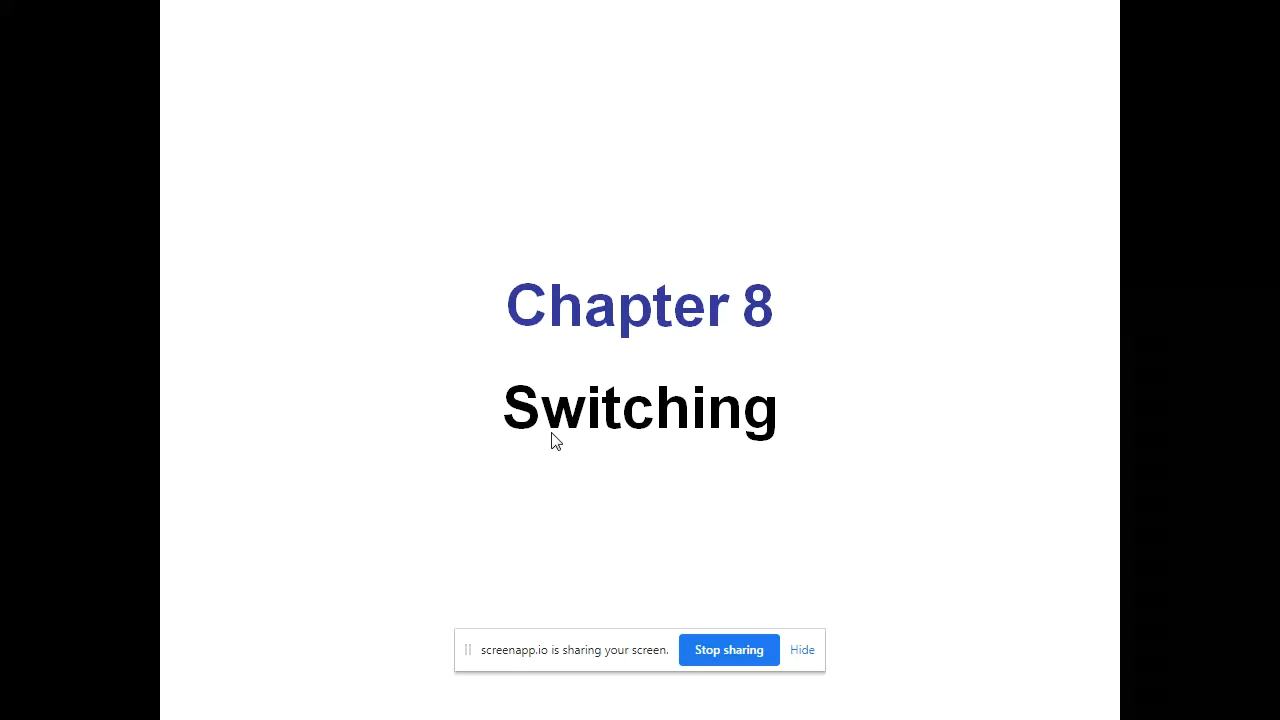 Chapter 8
Switching
screenapp.io is sharing your screen. Stop sharing Hide